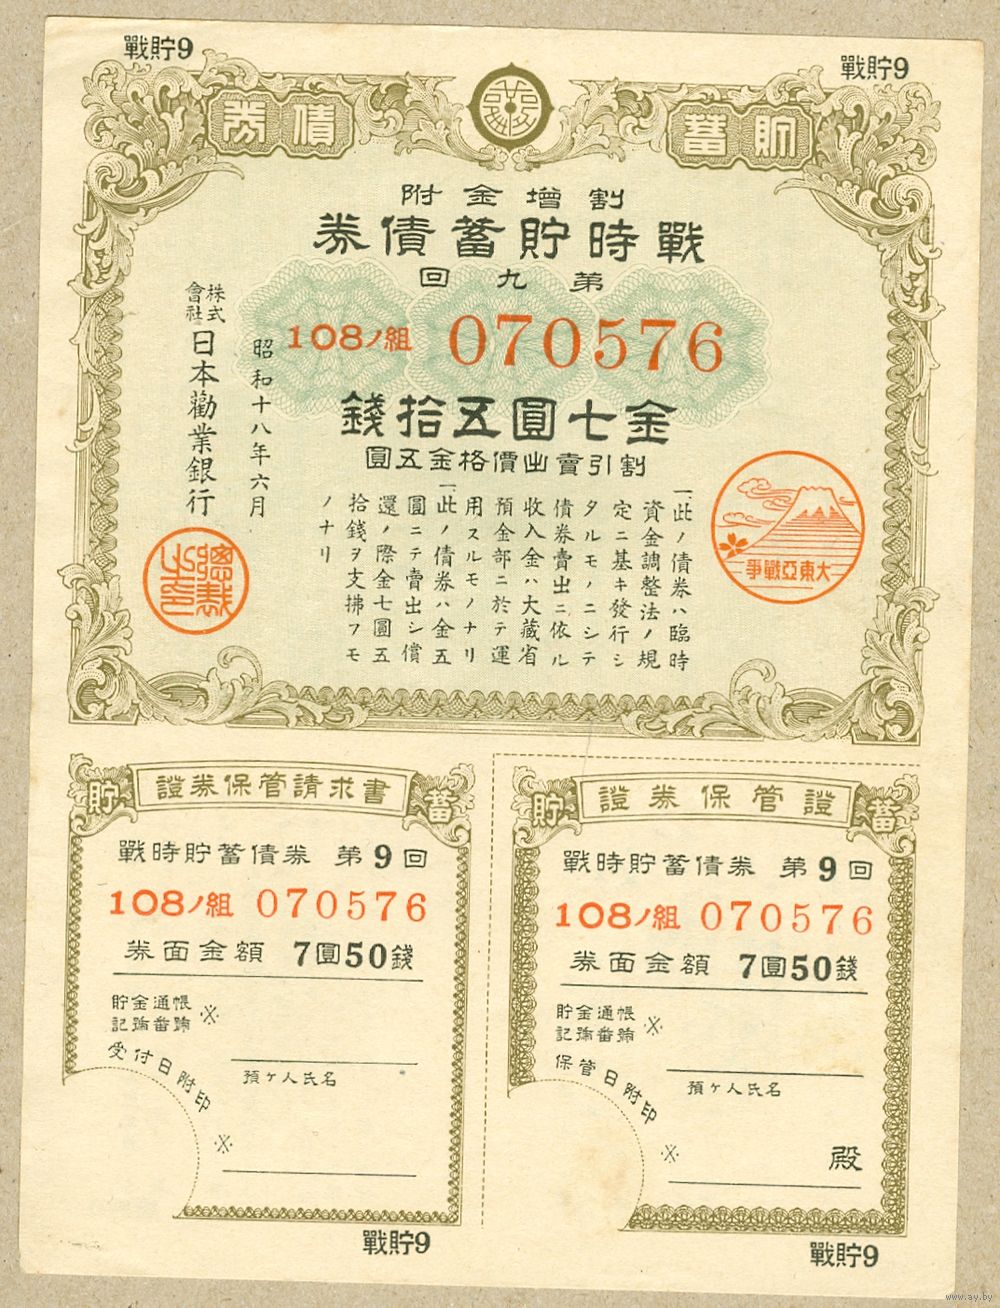 戰貯9
戰貯9
貯蓄
債券
割增金附
戰時貯蓄債券
第九回
108ノ組 070576
金七圓五拾錢
割引賣出價格金五圓
大東亞戰爭
一、此ノ債券ハ臨時
資金調整法ノ規
定ニ基キ發行シ
タルモノニシテ
債券賣出ニ依ル
收入金ハ大藏省
預金部ニ於テ運
用スルモノナリ
一、此ノ債券ハ金五
圓ニテ賣出シ償
還ノ際金七圓五
拾錢ヲ支拂フモ
ノナリ
昭和十八年六月
株式會社 日本勸業銀行
貯蓄
證券保管請求書
戰時貯蓄債券 第9回
108ノ組 070576
券面金額 7圓50錢
貯金通帳
記號番號 ※
受付日附印
預ケ人氏名
※
戰貯9
貯蓄
證券保管證
戰時貯蓄債券 第9回
108ノ組 070576
券面金額 7圓50錢
貯金通帳
記號番號 ※
保管日附印
預ケ人氏名
殿
※
戰貯9
www.ay.by